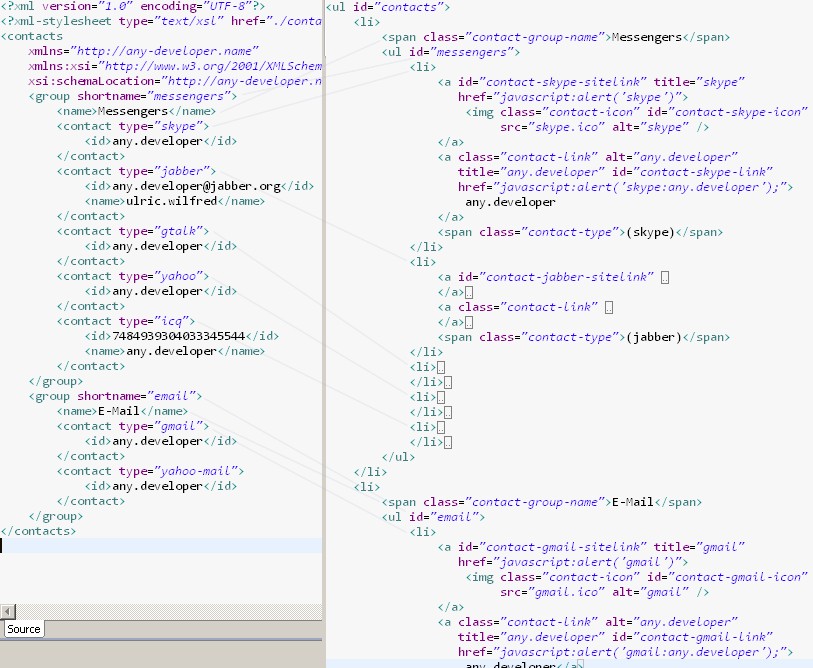 <?xml version="1.0" encoding="UTF-8"?>
<?xml-stylesheet type="text/xsl" href="./conta
<contacts
xmlns="http://any-developer.name"
xmlns:xsi="http://www.w3.org/2001/XMLSchem
xsi:schemaLocation="http://any-developer.n
<group shortname="messengers">
<name>Messengers</name>
<contact type="skype">
<id>any.developer</id>
</contact>
<contact type="jabber">
<id>any.developer@jabber.org</id>
<name>ulric.wilfred</name>
</contact>
<contact type="gtalk">
<id>any.developer</id>
</contact>
<contact type="yahoo">
<id>any.developer</id>
</contact>
<contact type="icq">
<id>7484939304033345544</id>
<name>any.developer</name>
</contact>
</group>
<group shortname="email">
<name>E-Mail</name>
<contact type="gmail">
<id>any.developer</id>
</contact>
<contact type="yahoo-mail">
<id>any.developer</id>
</contact>
</group>
</contacts>
Source
<ul id="contacts">
<li>
<span class="contact-group-name">Messengers</span>
<ul id="messengers">
<li>
<a id="contact-skype-sitelink" title="skype"
href="javascript:alert('skype')">
<img class="contact-icon" id="contact-skype-icon"
src="skype.ico" alt="skype" />
</a>
<a class="contact-link" alt="any.developer"
title="any.developer" id="contact-skype-link"
href="javascript:alert('skype:any.developer');">
any.developer
</a>
<span class="contact-type">(skype)</span>
</li>
<li>
<a id="contact-jabber-sitelink" ..
</a>..
<a class="contact-link" ..
</a>..
<span class="contact-type">(jabber)</span>
</li>
<li>..
</li>..
<li>..
</li>..
<li>..
</li>..
</ul>
</li>
<li>
<span class="contact-group-name">E-Mail</span>
<ul id="email">
<li>
<a id="contact-gmail-sitelink" title="gmail"
href="javascript:alert('gmail')">
<img class="contact-icon" id="contact-gmail-icon"
src="gmail.ico" alt="gmail" />
</a>
<a class="contact-link" alt="any.developer"
title="any.developer" id="contact-gmail-link"
href="javascript:alert('gmail:any.developer');">
any.developer</a>